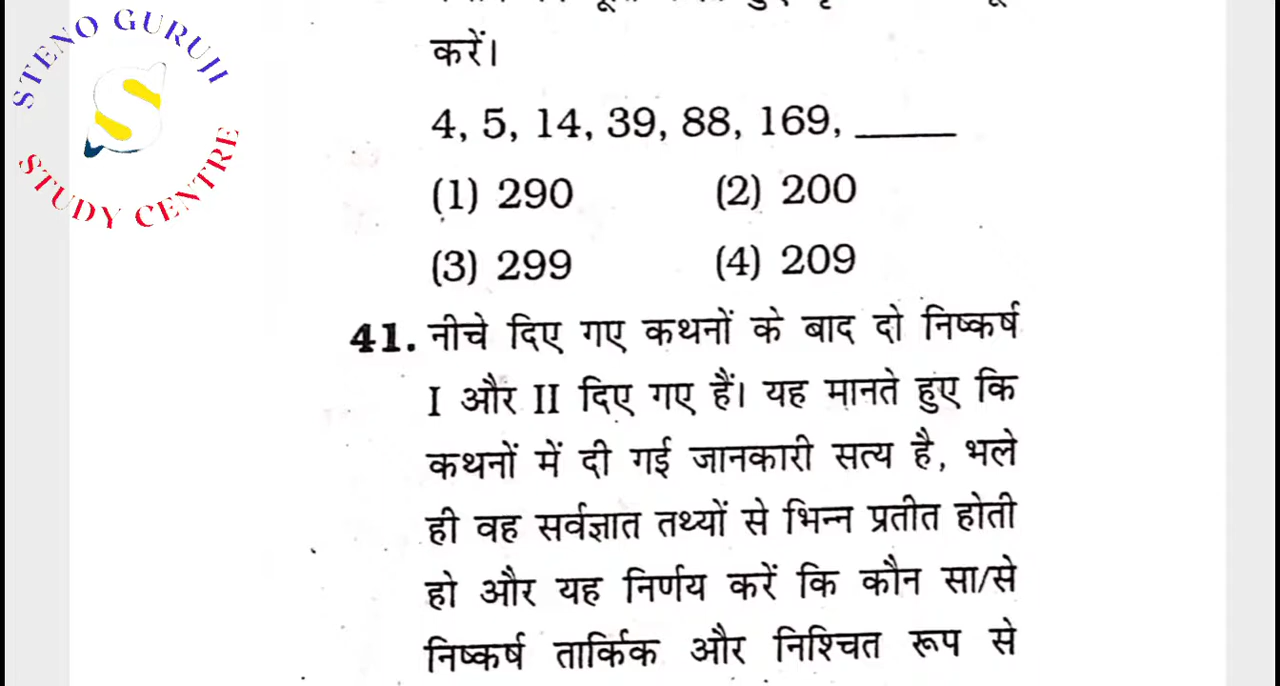 STENO GURUJI
STUDY CENTRE
करें।
4, 5, 14, 39, 88, 169, _____
(1) 290 (2) 200
(3) 299 (4) 209
41. नीचे दिए गए कथनों के बाद दो निष्कर्ष
I और II दिए गए हैं। यह मानते हुए कि
कथनों में दी गई जानकारी सत्य है, भले
ही वह सर्वज्ञात तथ्यों से भिन्न प्रतीत होती
हो और यह निर्णय करें कि कौन सा/से
निष्कर्ष तार्किक और निश्चित रूप से